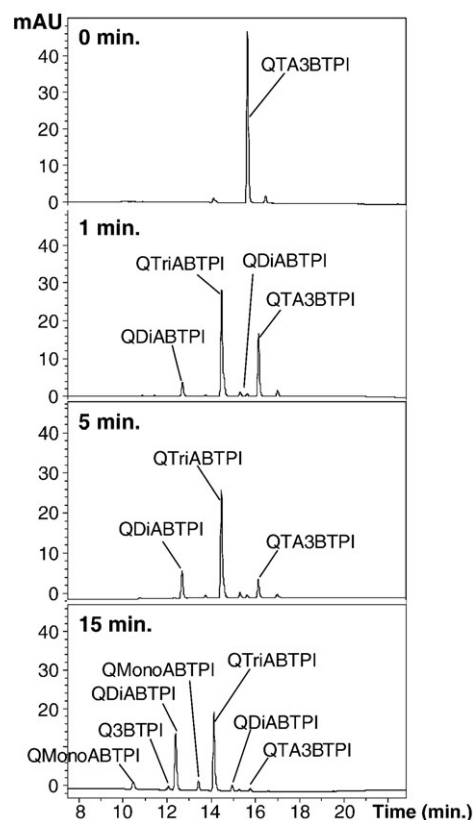 mAU
0 min.
40
30
20
10
0
QTA3BTPI
1 min.
40
30
20
10
0
QTriABTPI
QDiABTPI
QTA3BTPI
QDiABTPI
5 min.
40
30
20
10
0
QTriABTPI
QDiABTPI
QTA3BTPI
15 min.
40
30
20
10
0
QMonoABTPI
QTriABTPI
QDiABTPI
QDiABTPI
Q3BTPI
QTA3BTPI
QMonoABTPI
8 10 12 14 16 18 20 Time (min.)